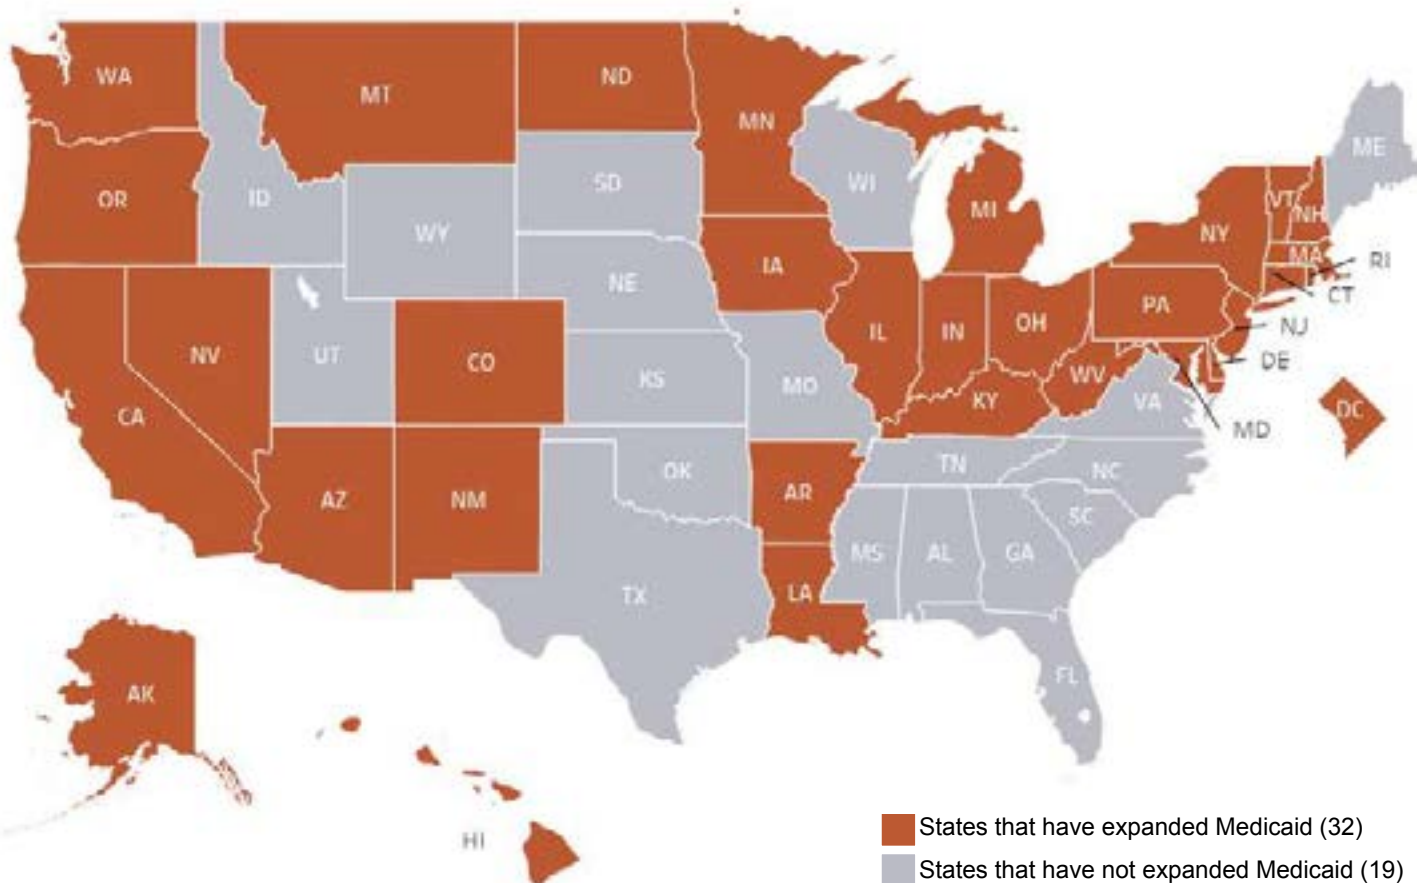 WA
MT
ND
MN
ME
OR
ID
SD
WI
VT
NH
WY
MI
NY
MA
RI
IA
NE
CT
PA
NJ
NV
UT
CO
IL
IN
OH
DE
KS
MO
WV
CA
KY
VA
DC
MD
AZ
NM
OK
TN
NC
AR
SC
MS
AL
GA
TX
LA
FL
AK
HI
States that have expanded Medicaid (32)
States that have not expanded Medicaid (19)